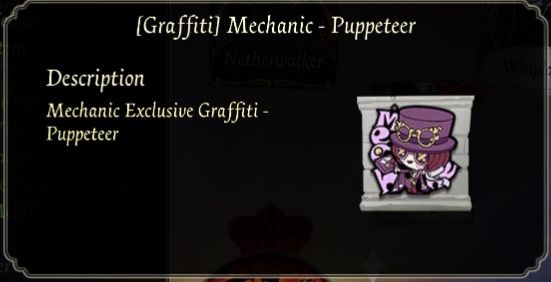 [Graffiti] Mechanic - Puppeteer
Netherwalker
Description
Mechanic Exclusive Graffiti -
Puppeteer